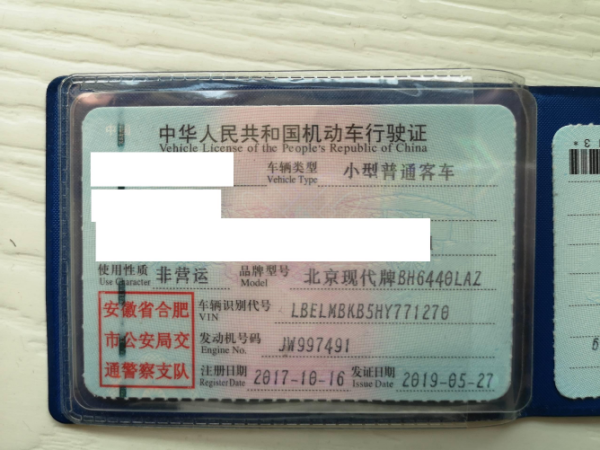 中华人民共和国机动车行驶证
Vehicle License of the People's Republic of China
车辆类型 小型普通客车
Vehicle Type
使用性质 非营运 品牌型号 北京现代牌BH6440LAZ
Use Character Model
安徽省合肥
市公安局交
通警察支队
车辆识别代号 LBELMBKB5HY771270
VIN
发动机号码 JW997491
Engine No.
注册日期 2017-10-16 发证日期 2019-05-27
Register Date Issue Date